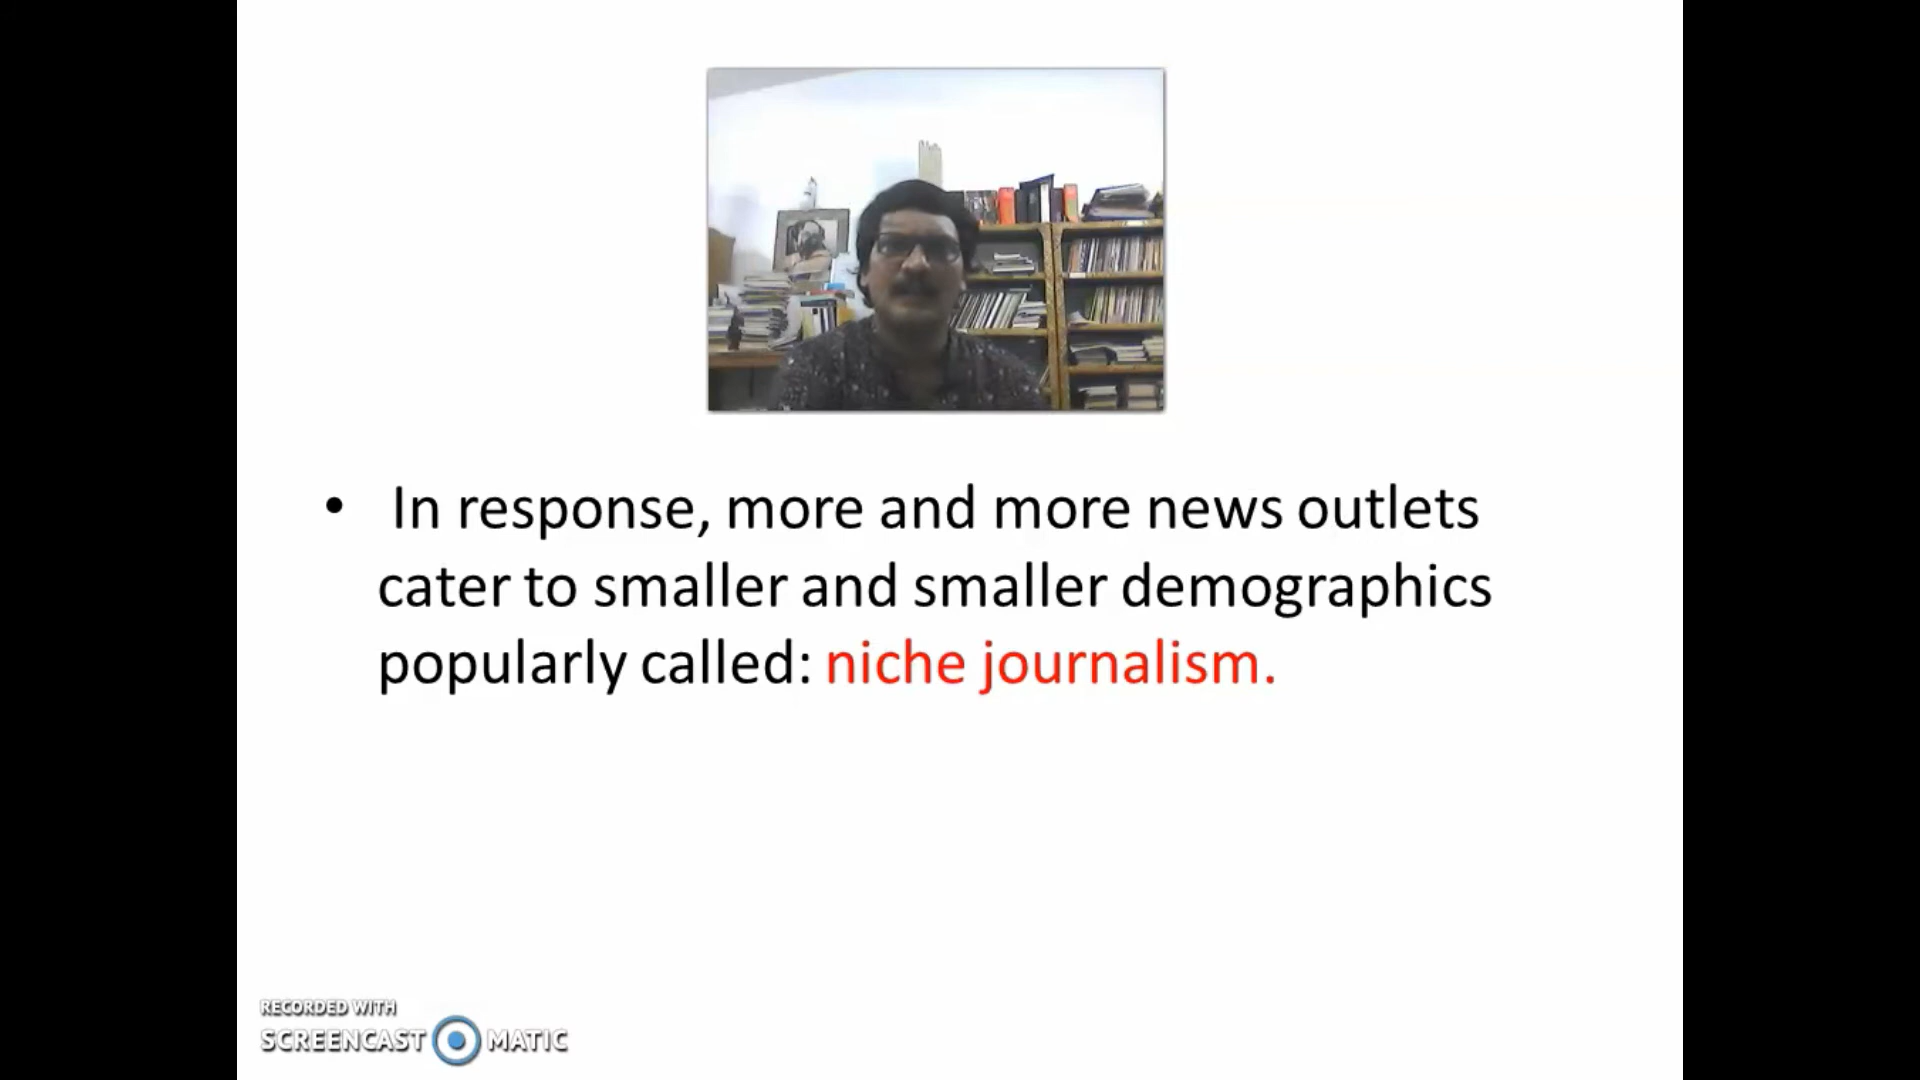 • In response, more and more news outlets
cater to smaller and smaller demographics
popularly called: niche journalism.
RECORDED WITH
SCREENCAST MATIC